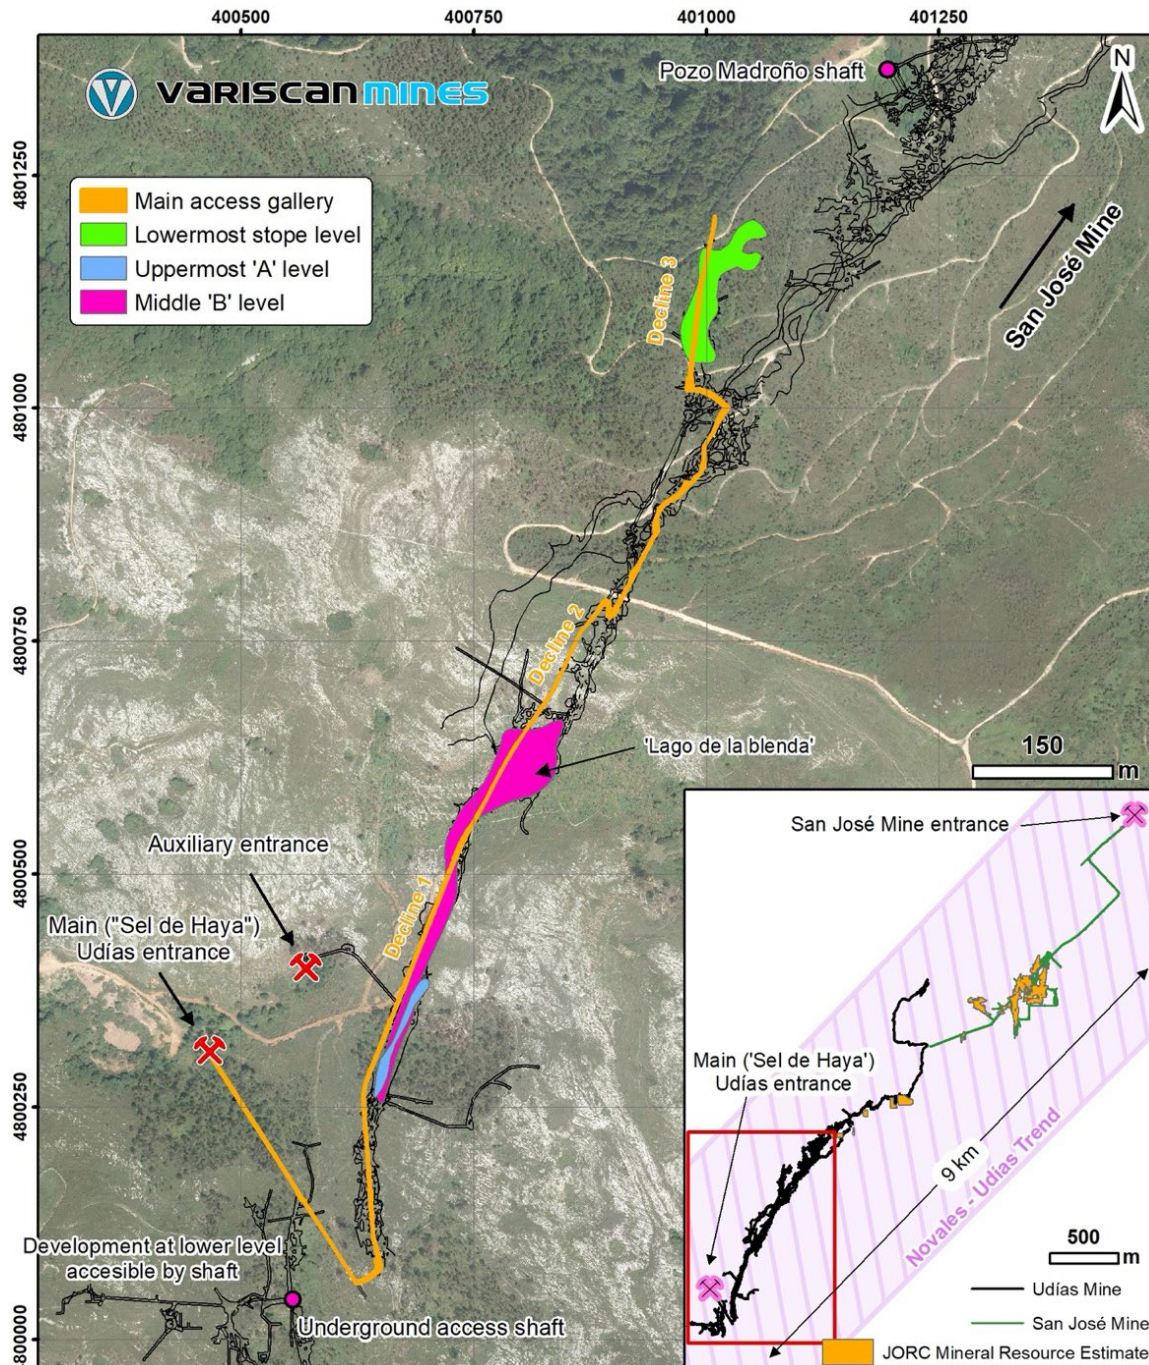 400500 400750 401000 401250
VARISCAN MINES
Pozo Madroño shaft
N
4801250
Main access gallery
Lowermost stope level
Uppermost 'A' level
Middle 'B' level
San José Mine
Decline 3
4801000
Decline 2
4800750
'Lago de la blenda'
150
m
Auxiliary entrance
4800500
Decline 1
Main ("Sel de Haya")
Udías entrance
4800250
Development at lower level
accesible by shaft
Underground access shaft
4800000
San José Mine entrance
Main ('Sel de Haya')
Udías entrance
9 km
Novales - Udías Trend
500
m
Udías Mine
San José Mine
JORC Mineral Resource Estimate